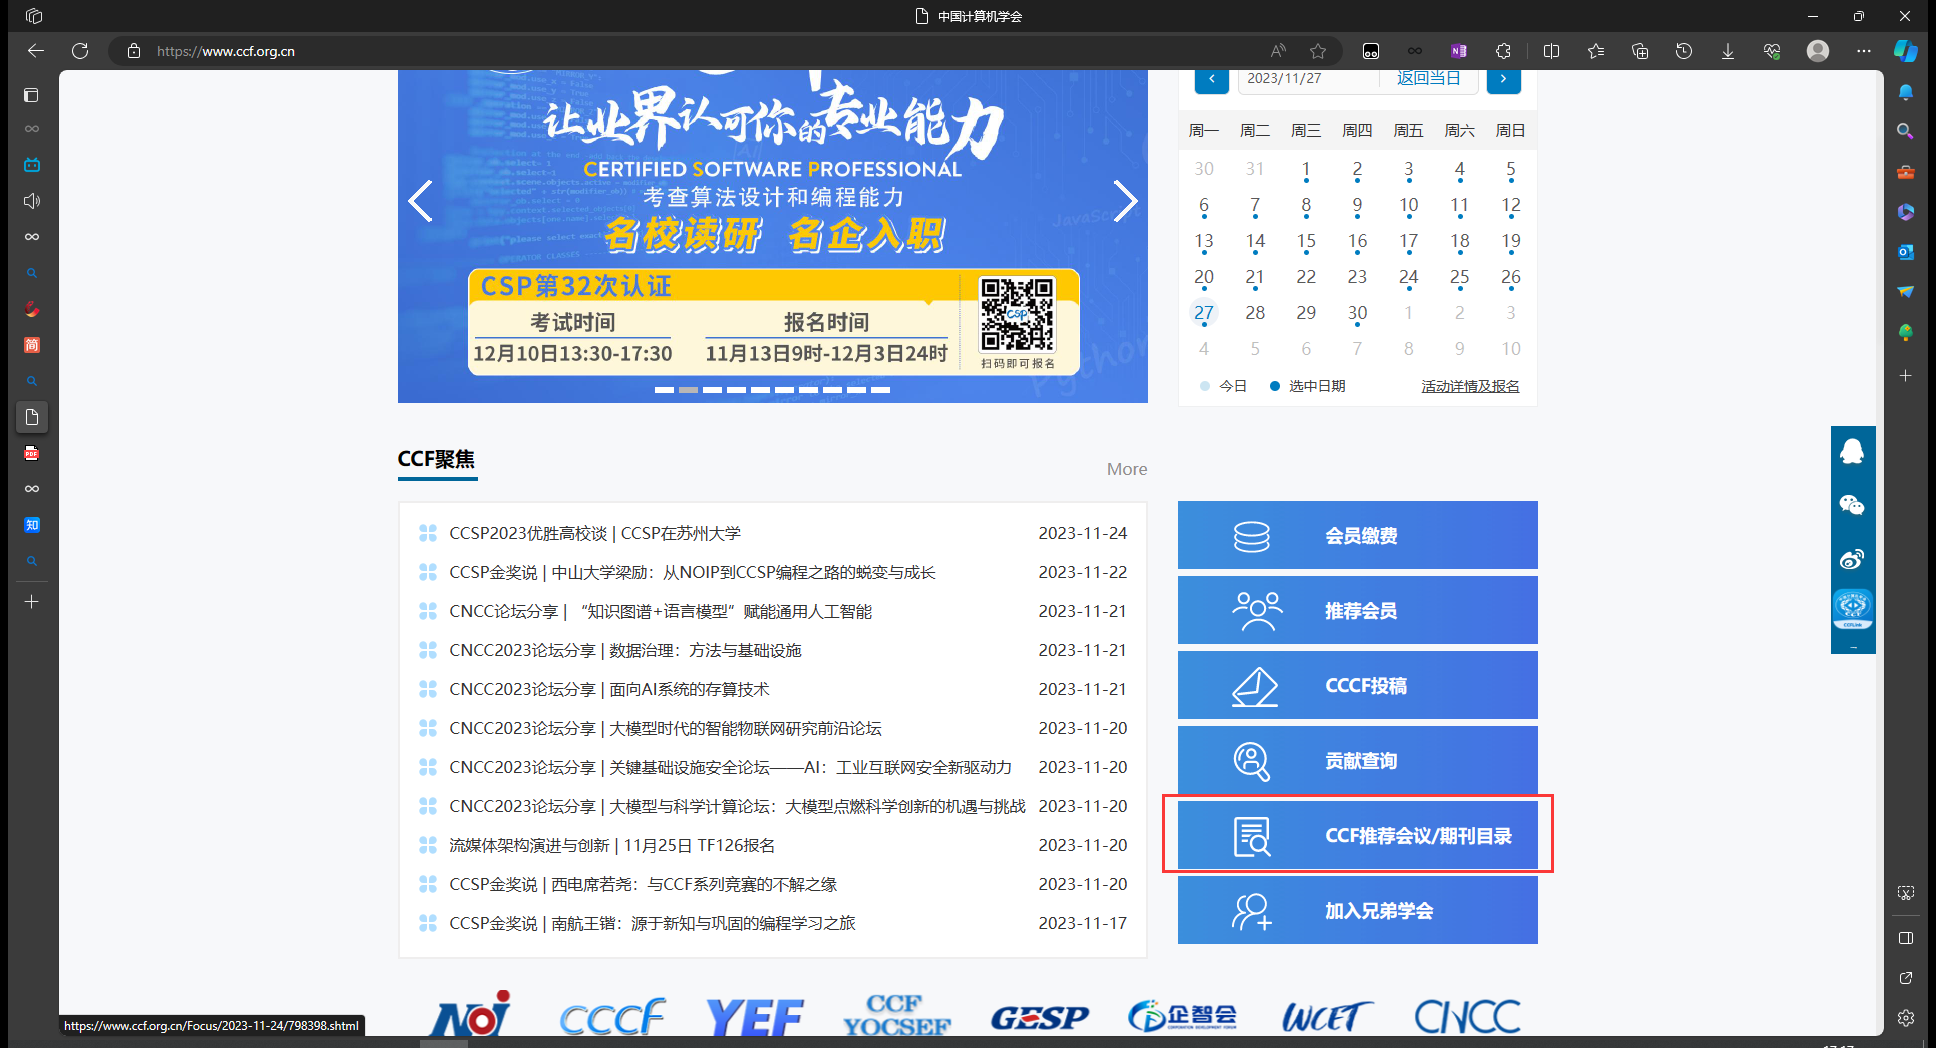 中国计算机学会
https://www.ccf.org.cn
让业界认可你的专业能力
CERTIFIED SOFTWARE PROFESSIONAL
考查算法设计和编程能力
名校读研 名企入职
CSP第32次认证
考试时间 报名时间
12月10日13:30-17:30 11月13日9时-12月3日24时
CSP
扫码即可报名
JavaSc
Python
2023/11/27 返回当日
周一 周二 周三 周四 周五 周六 周日
30 31 1 2 3 4 5
6 7 8 9 10 11 12
13 14 15 16 17 18 19
20 21 22 23 24 25 26
27 28 29 30 1 2 3
4 5 6 7 8 9 10
今日 选中日期 活动详情及报名
CCF聚焦 More
CCSP2023优胜高校谈 | CCSP在苏州大学 2023-11-24
CCSP金奖说 | 中山大学梁励：从NOIP到CCSP编程之路的蜕变与成长 2023-11-22
CNCC论坛分享 | “知识图谱+语言模型”赋能通用人工智能 2023-11-21
CNCC2023论坛分享 | 数据治理：方法与基础设施 2023-11-21
CNCC2023论坛分享 | 面向AI系统的存算技术 2023-11-21
CNCC2023论坛分享 | 大模型时代的智能物联网研究前沿论坛 2023-11-20
CNCC2023论坛分享 | 关键基础设施安全论坛——AI：工业互联网安全新驱动力 2023-11-20
CNCC2023论坛分享 | 大模型与科学计算论坛：大模型点燃科学创新的机遇与挑战 2023-11-20
流媒体架构演进与创新 | 11月25日 TF126报名 2023-11-20
CCSP金奖说 | 西电席若尧：与CCF系列竞赛的不解之缘 2023-11-20
CCSP金奖说 | 南航王锴：源于新知与巩固的编程学习之旅 2023-11-17
会员缴费
推荐会员
CCCF投稿
贡献查询
CCF推荐会议/期刊目录
加入兄弟学会
NOI CCCF YEF CCF YOCSEF GESP 企智会 WCET CNCC
https://www.ccf.org.cn/Focus/2023-11-24/798398.shtml
简
PDF
知